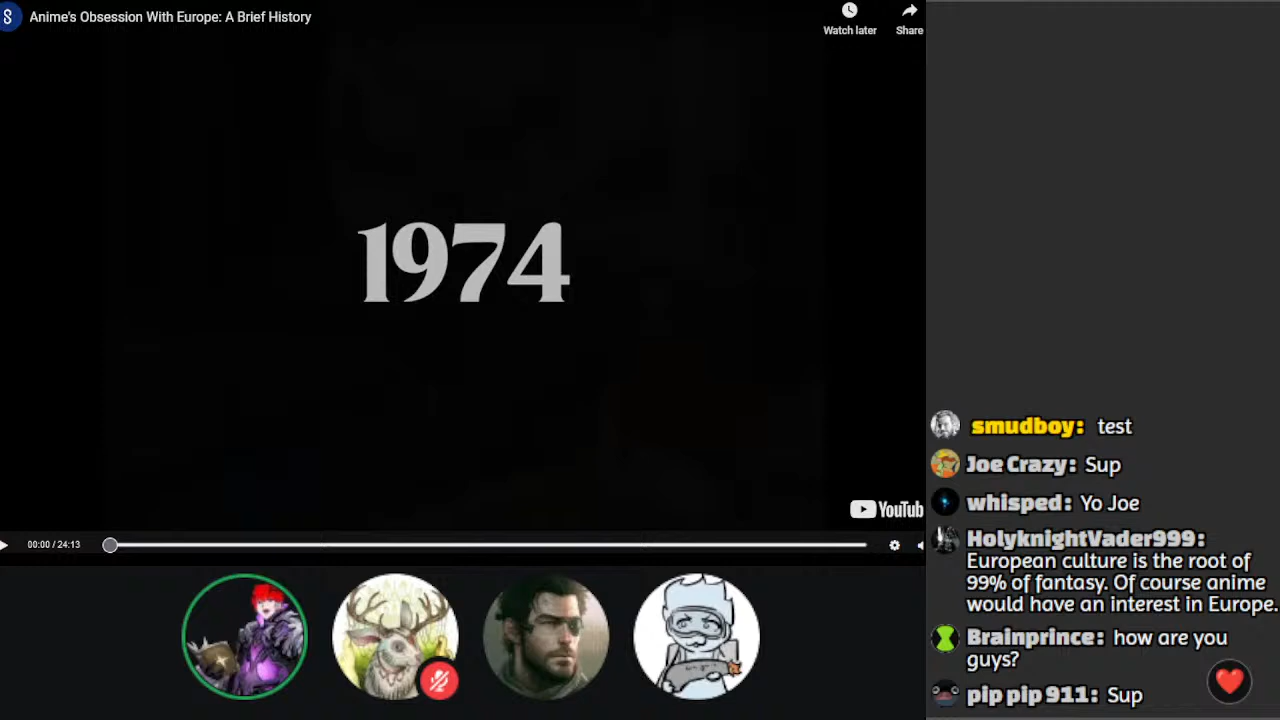 Anime's Obsession With Europe: A Brief History
Watch later
Share
1974
YouTub
00:00 / 24:13
smudboy: test
Joe Crazy: Sup
whisped: Yo Joe
HolyknightVader999:
European culture is the root of
99% of fantasy. Of course anime
would have an interest in Europe.
Brainprince: how are you
guys?
pip pip 911: Sup